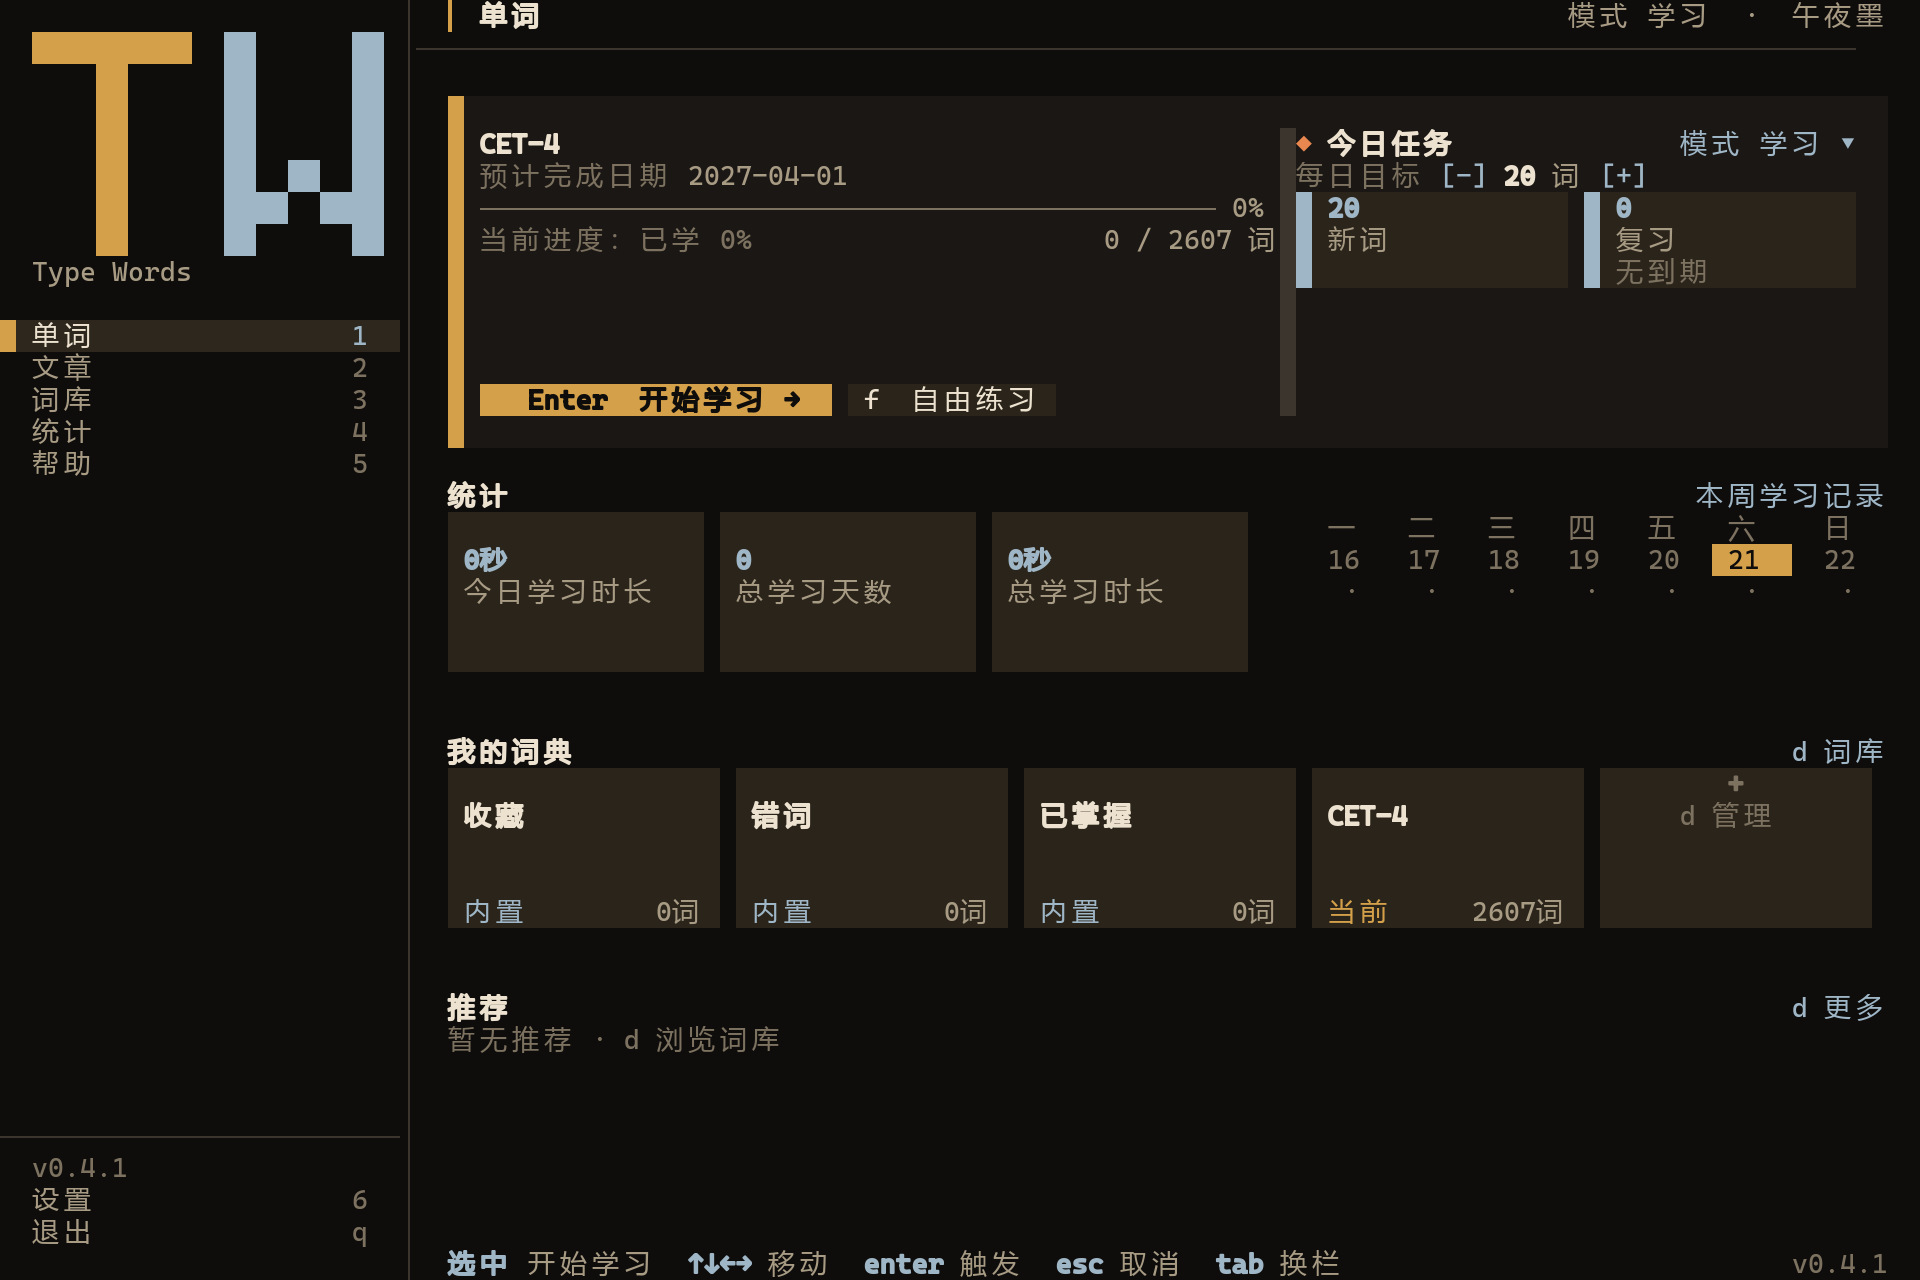 TW
Type Words
单词 1
文章 2
词库 3
统计 4
帮助 5
v0.4.1
设置 6
退出 q
单词 模式 学习 · 午夜墨
CET-4
预计完成日期 2027-04-01
0%
当前进度: 已学 0% 0 / 2607 词
Enter 开始学习 → f 自由练习
◆ 今日任务 模式 学习 ▼
每日目标 [-] 20 词 [+]
20
新词
0
复习
无到期
统计 本周学习记录
0秒
今日学习时长
0
总学习天数
0秒
总学习时长
一 二 三 四 五 六 日
16 17 18 19 20 21 22
· · · · · · ·
我的词典 d 词库
收藏
内置 0词
错词
内置 0词
已掌握
内置 0词
CET-4
当前 2607词
+
d 管理
推荐 d 更多
暂无推荐 · d 浏览词库
选中 开始学习 ↑↓←→ 移动 enter 触发 esc 取消 tab 换栏 v0.4.1